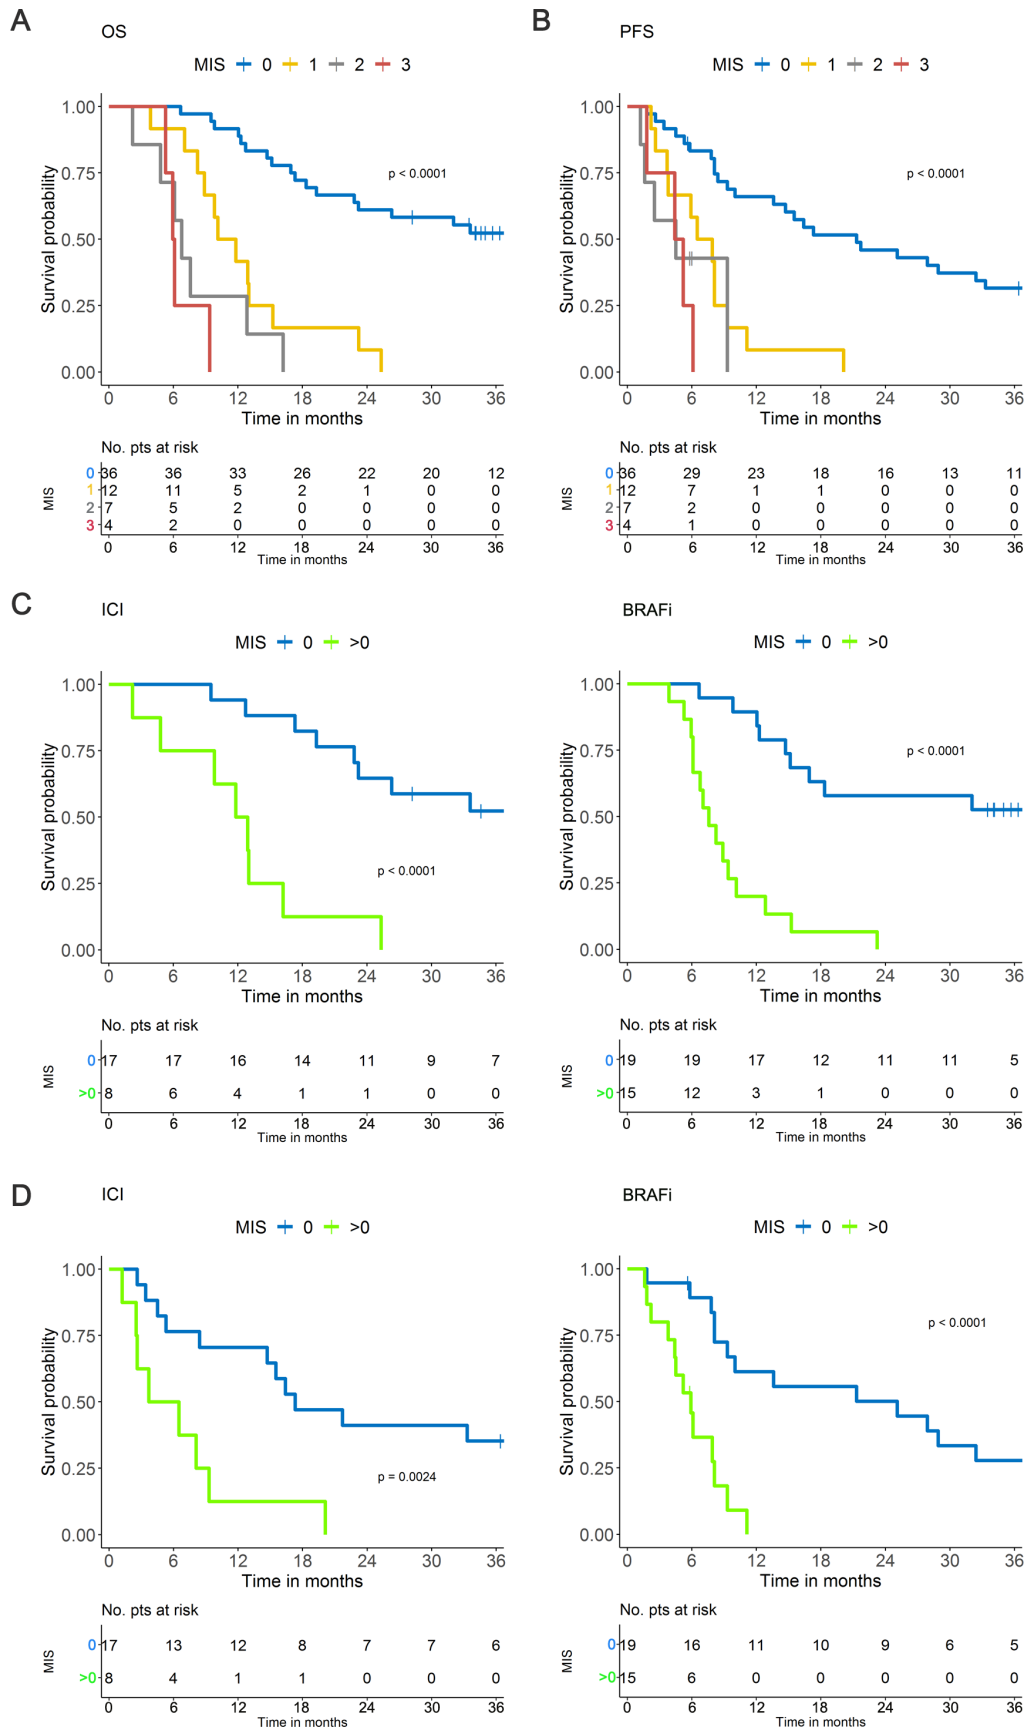 A
OS
MIS 0 1 2 3
Survival probability
1.00
0.75
0.50
0.25
0.00
p < 0.0001
0 6 12 18 24 30 36
Time in months
No. pts at risk
MIS
0 36 36 33 26 22 20 12
1 12 11 5 2 1 0 0
2 7 5 2 0 0 0 0
3 4 2 0 0 0 0 0
0 6 12 18 24 30 36
Time in months
B
PFS
MIS 0 1 2 3
Survival probability
1.00
0.75
0.50
0.25
0.00
p < 0.0001
0 6 12 18 24 30 36
Time in months
No. pts at risk
MIS
0 36 29 23 18 16 13 11
1 12 7 1 1 0 0 0
2 7 2 0 0 0 0 0
3 4 1 0 0 0 0 0
0 6 12 18 24 30 36
Time in months
C
ICI
MIS 0 >0
Survival probability
1.00
0.75
0.50
0.25
0.00
p < 0.0001
0 6 12 18 24 30 36
Time in months
No. pts at risk
MIS
0 17 17 16 14 11 9 7
>0 8 6 4 1 1 0 0
0 6 12 18 24 30 36
Time in months
BRAFi
MIS 0 >0
Survival probability
1.00
0.75
0.50
0.25
0.00
p < 0.0001
0 6 12 18 24 30 36
Time in months
No. pts at risk
MIS
0 19 19 17 12 11 11 5
>0 15 12 3 1 0 0 0
0 6 12 18 24 30 36
Time in months
D
ICI
MIS 0 >0
Survival probability
1.00
0.75
0.50
0.25
0.00
p = 0.0024
0 6 12 18 24 30 36
Time in months
No. pts at risk
MIS
0 17 13 12 8 7 7 6
>0 8 4 1 1 0 0 0
0 6 12 18 24 30 36
Time in months
BRAFi
MIS 0 >0
Survival probability
1.00
0.75
0.50
0.25
0.00
p < 0.0001
0 6 12 18 24 30 36
Time in months
No. pts at risk
MIS
0 19 16 11 10 9 6 5
>0 15 6 0 0 0 0 0
0 6 12 18 24 30 36
Time in months